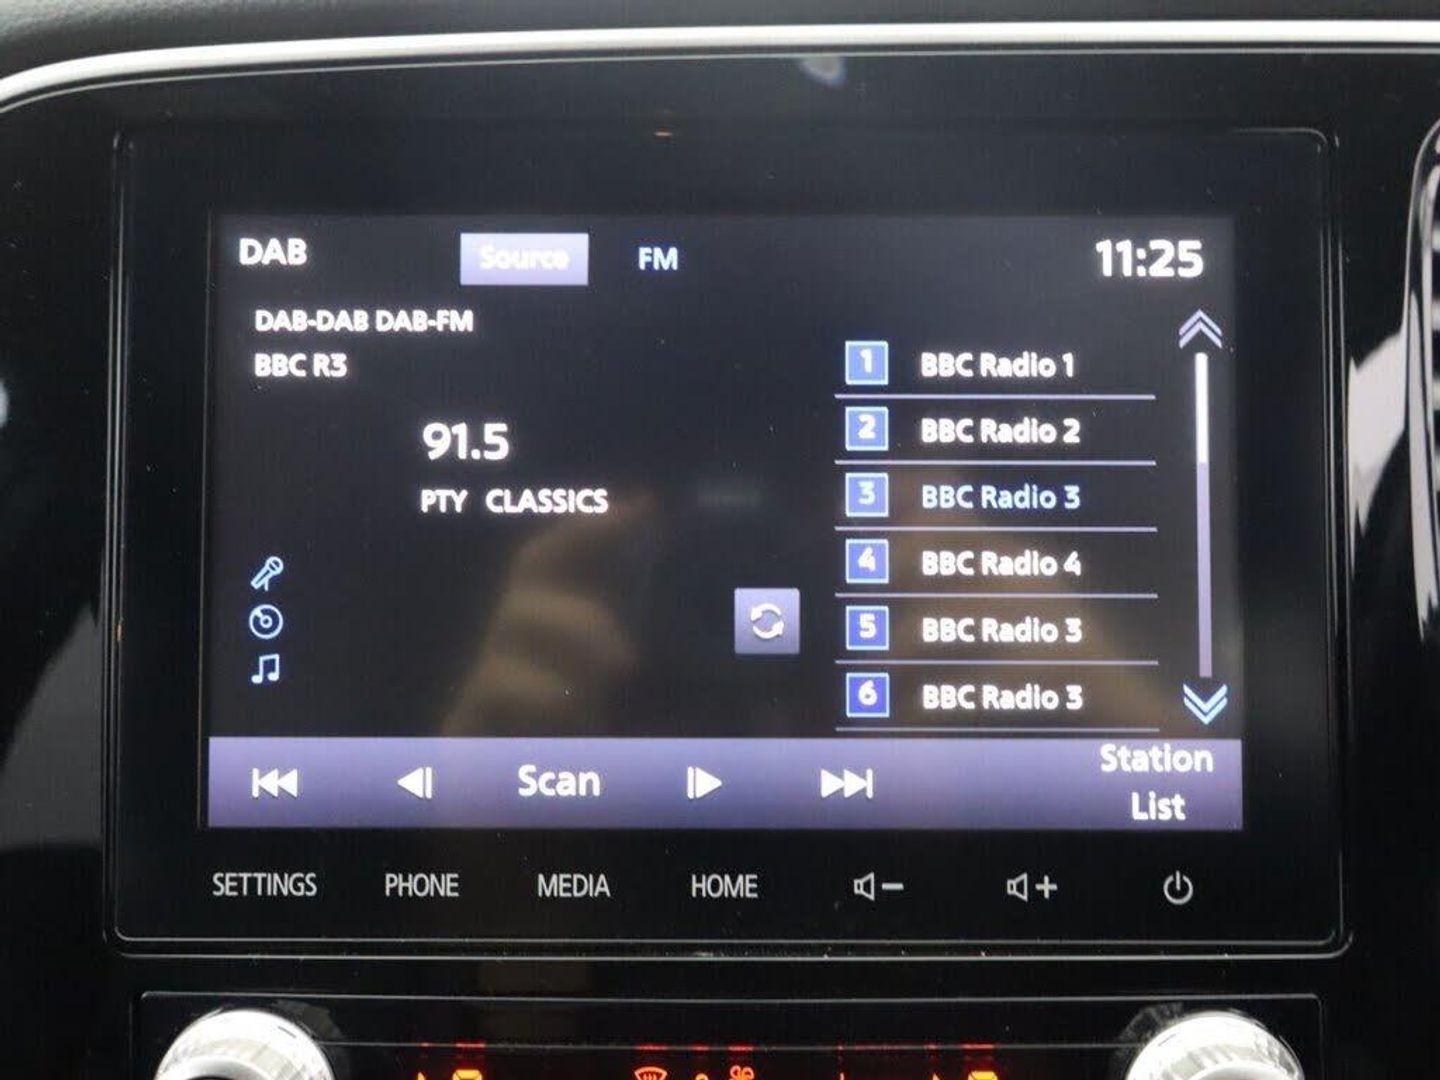 DAB Source FM 11:25
DAB-DAB DAB-FM
BBC R3
91.5
PTY CLASSICS
1 BBC Radio 1
2 BBC Radio 2
3 BBC Radio 3
4 BBC Radio 4
5 BBC Radio 3
6 BBC Radio 3
Scan
Station
List
SETTINGS PHONE MEDIA HOME